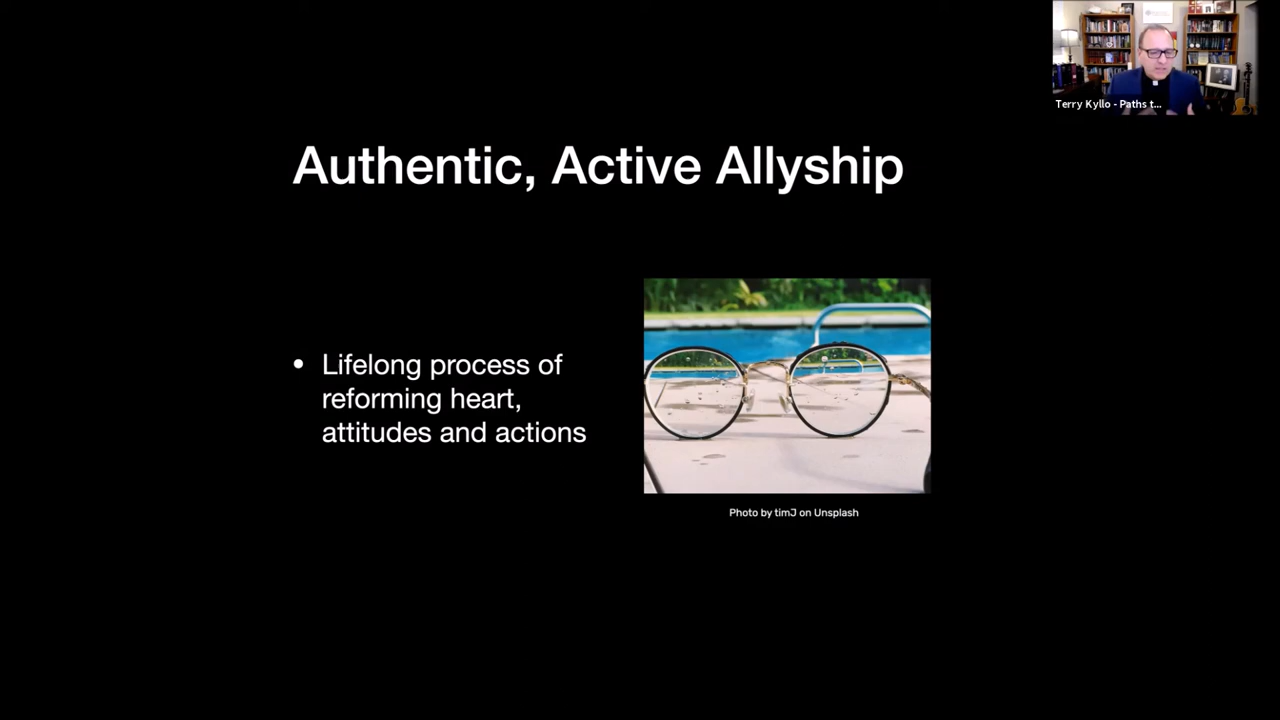 Terry Kyllo - Paths t...
Authentic, Active Allyship
• Lifelong process of
reforming heart,
attitudes and actions
Photo by timJ on Unsplash